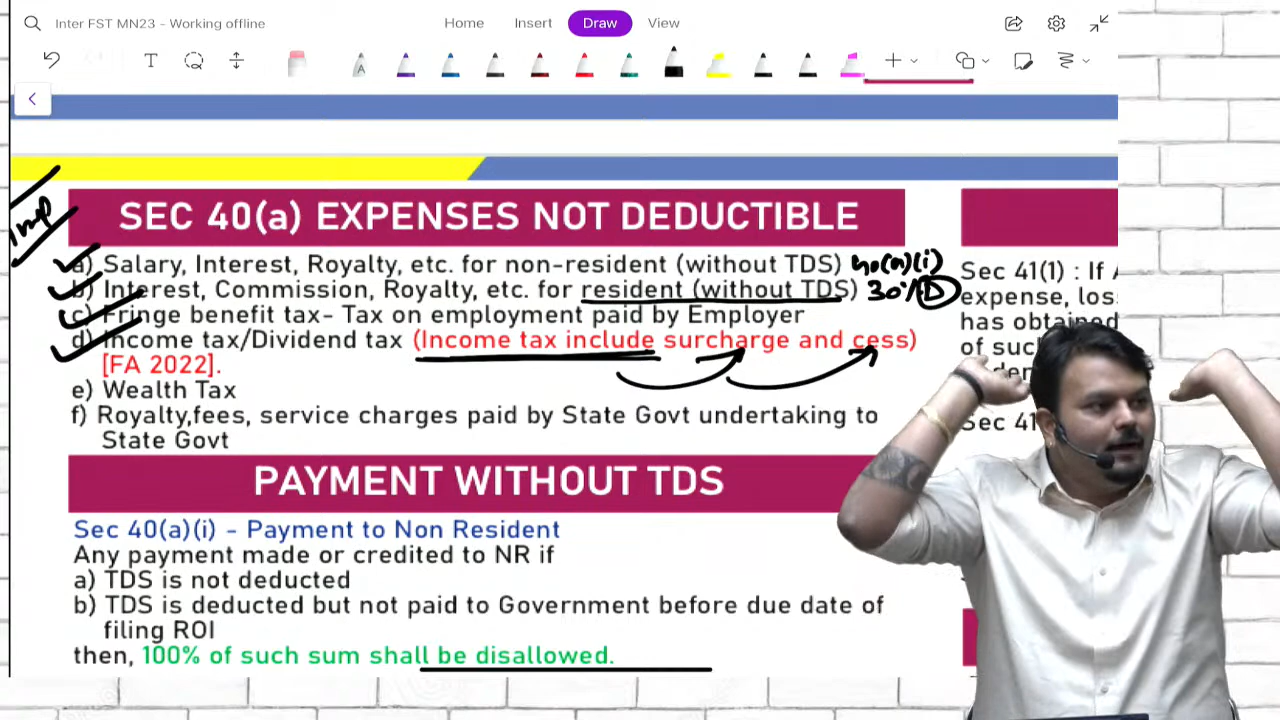 Inter FST MN23 - Working offline
Home Insert Draw View
T A
SEC 40(a) EXPENSES NOT DEDUCTIBLE
Imp
a) Salary, Interest, Royalty, etc. for non-resident (without TDS) 40(a)(i)
b) Interest, Commission, Royalty, etc. for resident (without TDS) 30% D
c) Fringe benefit tax- Tax on employment paid by Employer
d) Income tax/Dividend tax (Income tax include surcharge and cess)
[FA 2022].
e) Wealth Tax
f) Royalty,fees, service charges paid by State Govt undertaking to
State Govt
PAYMENT WITHOUT TDS
Sec 40(a)(i) - Payment to Non Resident
Any payment made or credited to NR if
a) TDS is not deducted
b) TDS is deducted but not paid to Government before due date of
filing ROI
then, 100% of such sum shall be disallowed.
Sec 41(1) : If
expense, los
has obtained
of suc
Sec 41